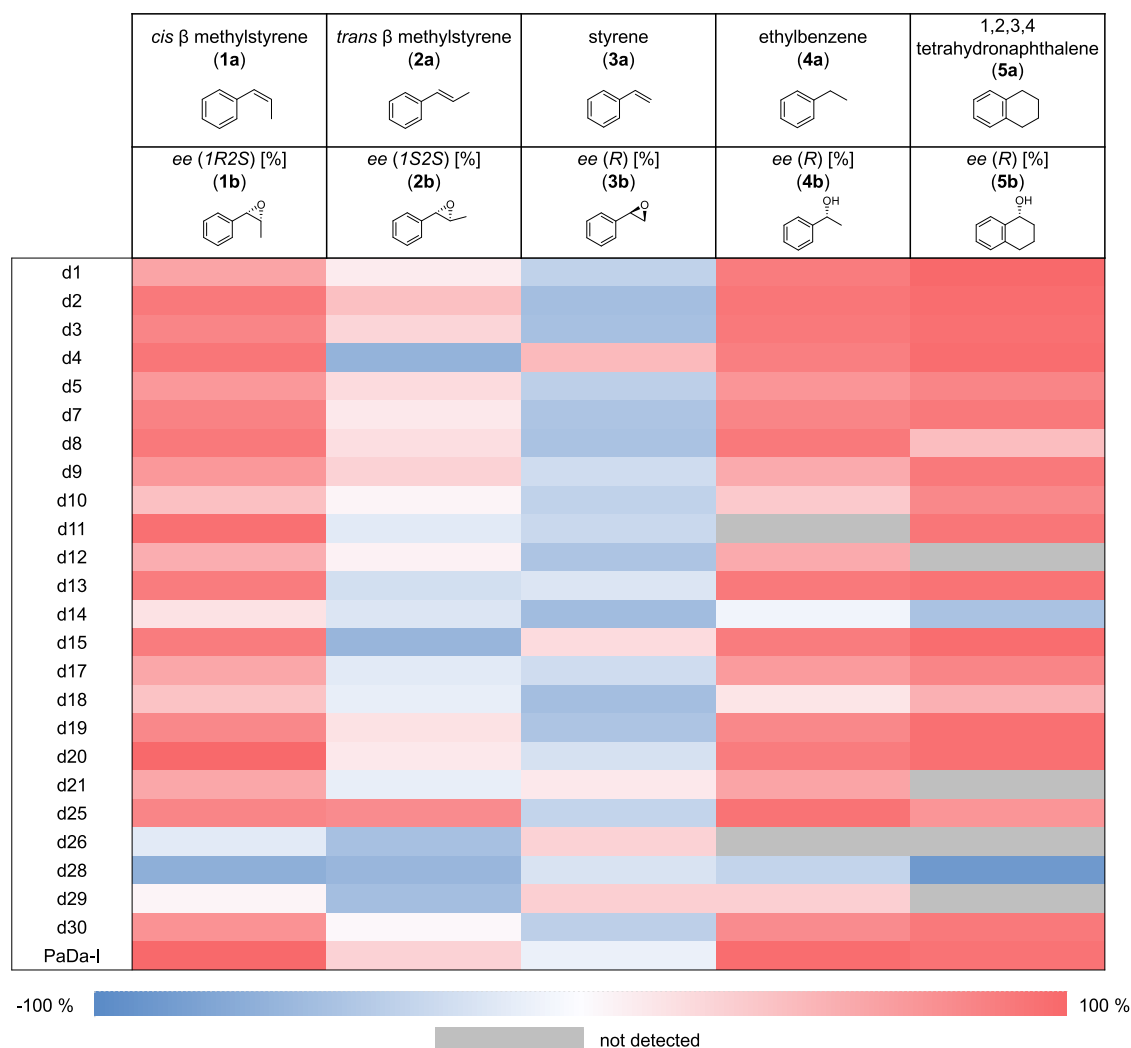 cis β methylstyrene
(1a)
trans β methylstyrene
(2a)
styrene
(3a)
ethylbenzene
(4a)
1,2,3,4
tetrahydronaphthalene
(5a)
ee (1R2S) [%]
(1b)
O
ee (1S2S) [%]
(2b)
O
ee (R) [%]
(3b)
O
ee (R) [%]
(4b)
OH
ee (R) [%]
(5b)
OH
d1
d2
d3
d4
d5
d7
d8
d9
d10
d11
d12
d13
d14
d15
d17
d18
d19
d20
d21
d25
d26
d28
d29
d30
PaDa-I
-100 %
100 %
not detected